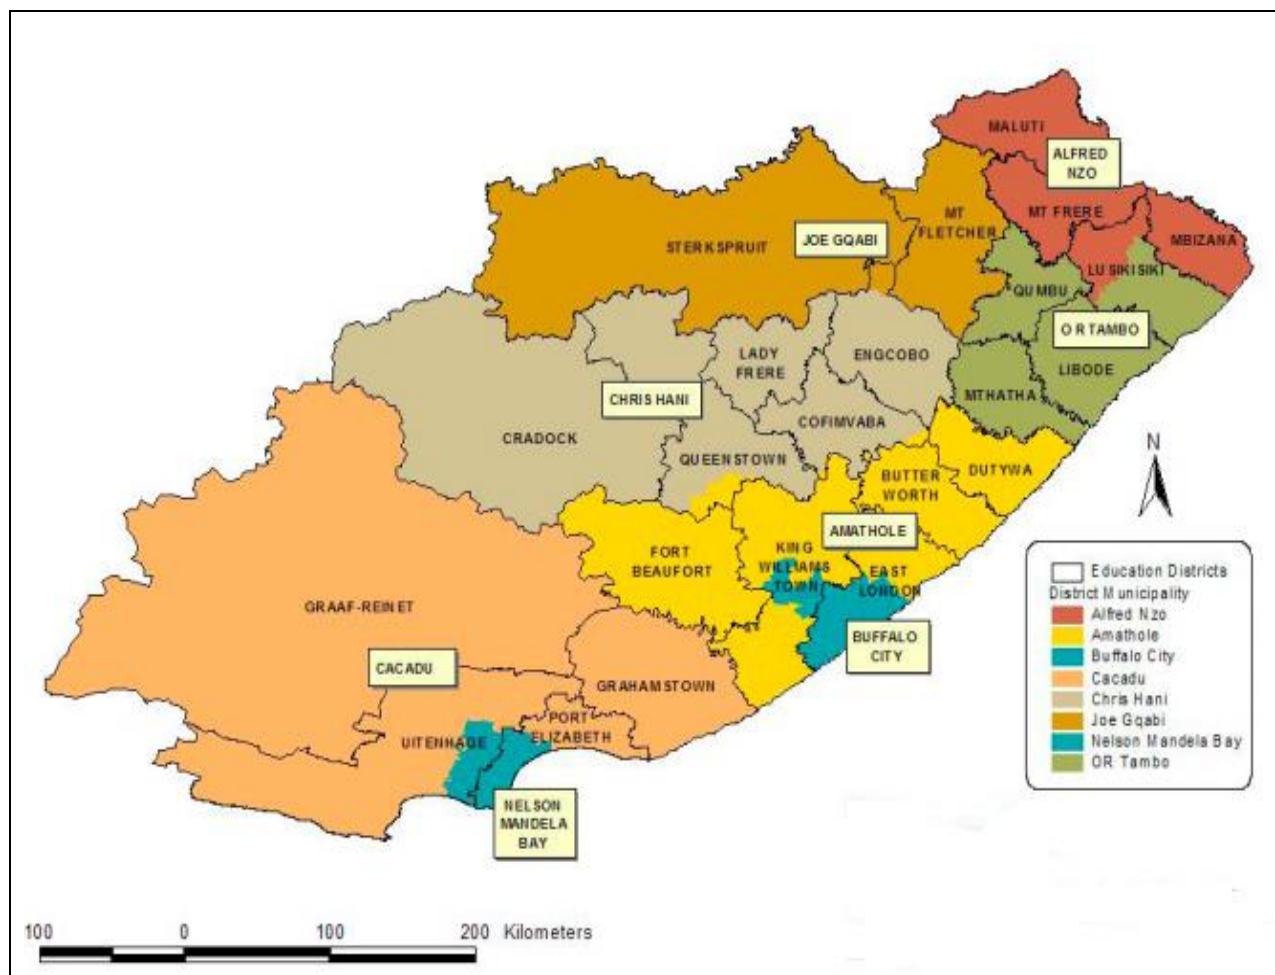 MALUTI
ALFRED
NZO
MT FRERE
MBIZANA
MT
FLETCHER
JOE GQABI
STERKSPRUIT
LUSIKISIKI
QUMBU
OR TAMBO
LIBODE
MTHATHA
LADY
FRERE
ENGCOBO
CHRIS HANI
COFIMVABA
CRADOCK
QUEENSTOWN
DUTYWA
BUTTER
WORTH
N
AMATHOLE
KING
WILLIAMS
TOWN
EAST
LONDON
FORT
BEAUFORT
GRAAF-REINET
BUFFALO
CITY
CACADU
GRAHAMSTOWN
PORT
ELIZABETH
UITENHAGE
NELSON
MANDELA
BAY
Education Districts
District Municipality
Alfred Nzo
Amathole
Buffalo City
Cacadu
Chris Hani
Joe Gqabi
Nelson Mandela Bay
OR Tambo
100 0 100 200 Kilometers